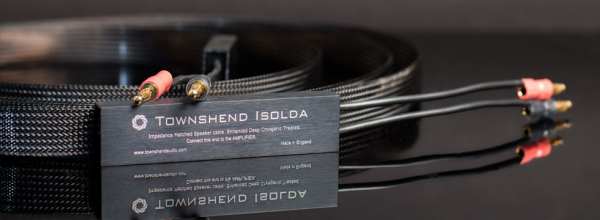 TOWNSHEND ISOLDA
Impedance Matched Speaker cable. Enhanced Deep Cryogenic Treated.
Connect this end to the AMPLIFIER.
www.townshendaudio.com
Made in England